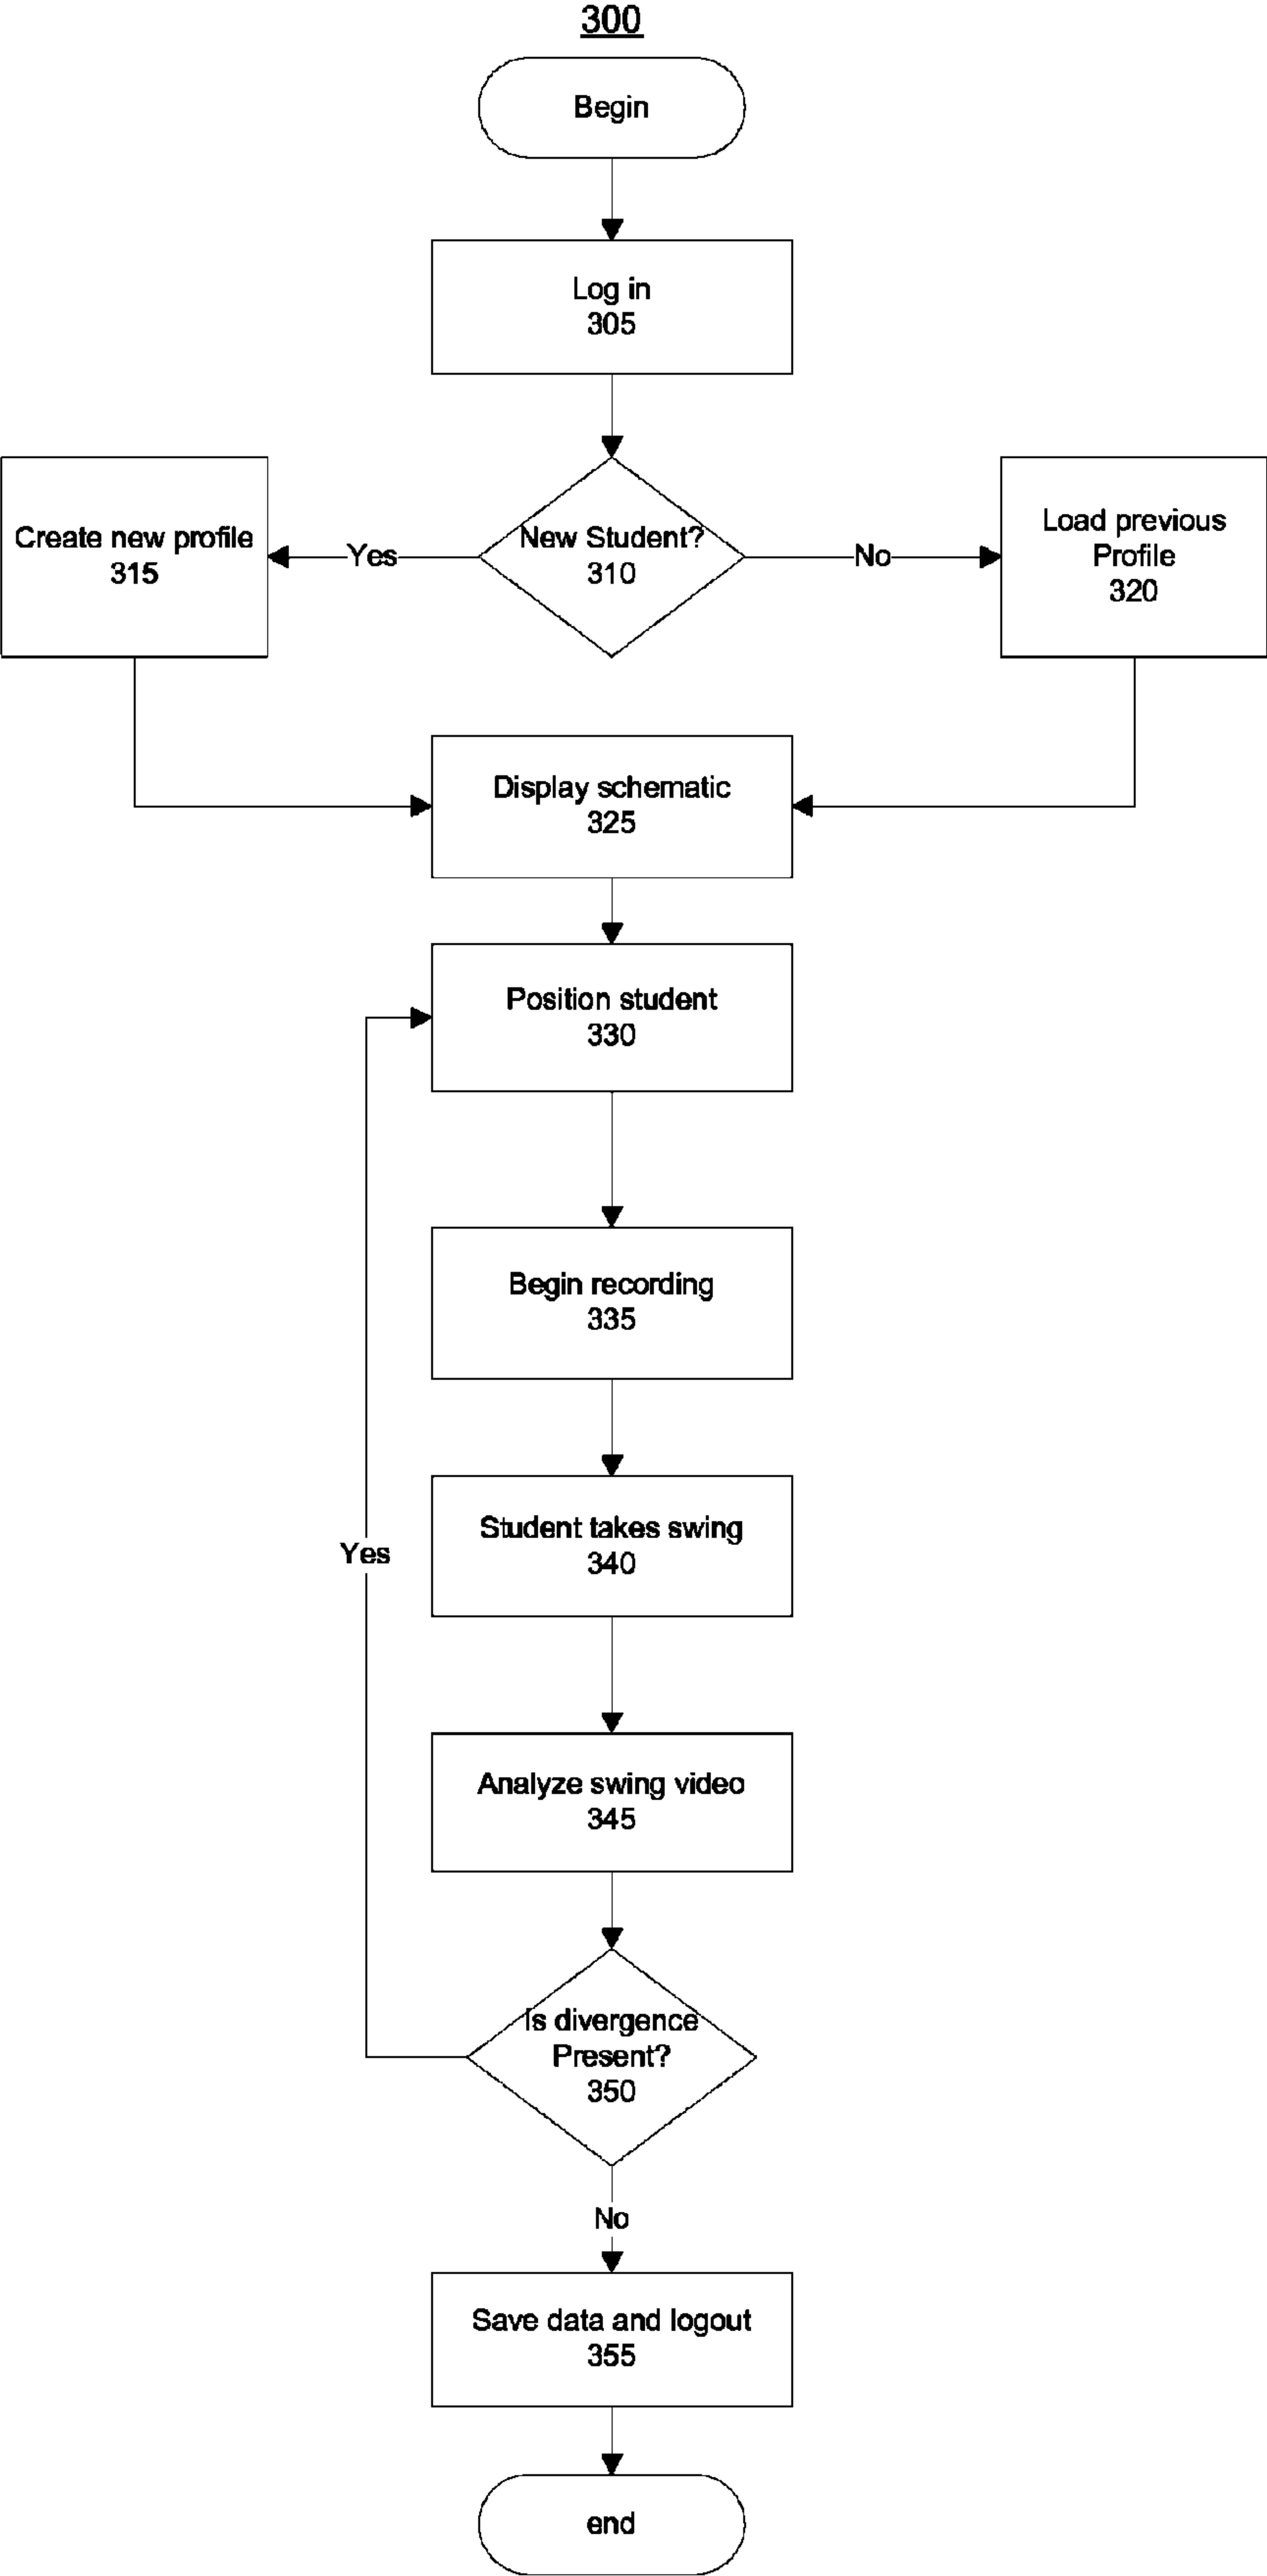 300
Begin
Log in
305
New Student?
310
Yes
No
Create new profile
315
Load previous
Profile
320
Display schematic
325
Position student
330
Begin recording
335
Student takes swing
340
Yes
Analyze swing video
345
Is divergence
Present?
350
No
Save data and logout
355
end